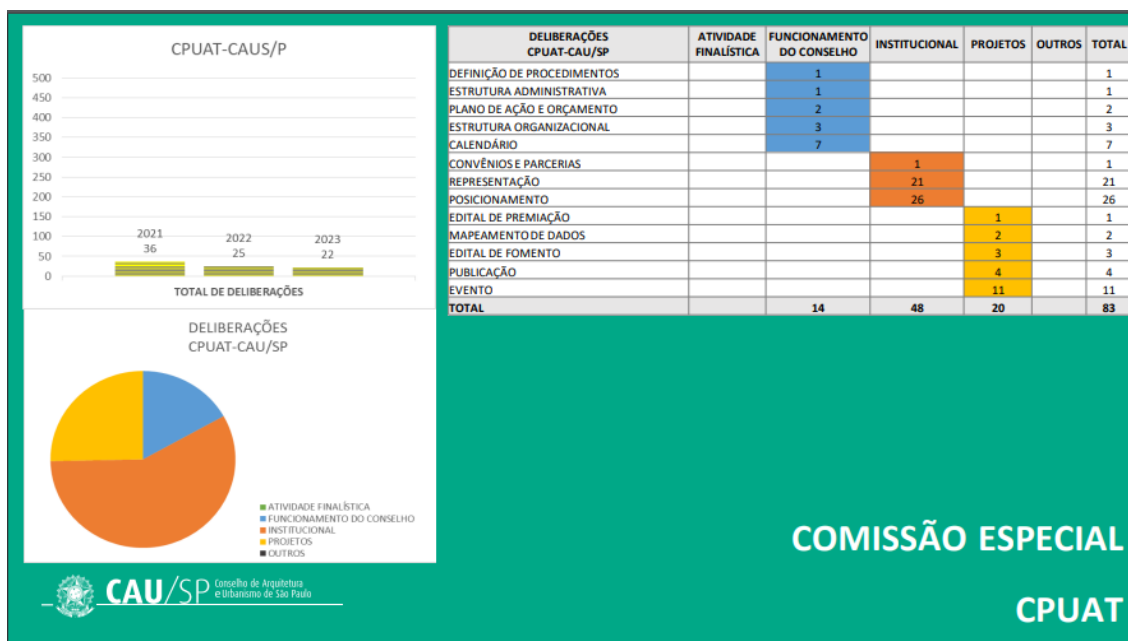 CPUAT-CAUS/P
500
450
400
350
300
250
200
150
100
50
0
2021
36
2022
25
2023
22
TOTAL DE DELIBERAÇÕES
DELIBERAÇÕES
CPUAT-CAU/SP
ATIVIDADE FINALÍSTICA
FUNCIONAMENTO DO CONSELHO
INSTITUCIONAL
PROJETOS
OUTROS
DELIBERAÇÕES CPUAT-CAU/SP ATIVIDADE FINALÍSTICA FUNCIONAMENTO DO CONSELHO INSTITUCIONAL PROJETOS OUTROS TOTAL
DEFINIÇÃO DE PROCEDIMENTOS 1 1
ESTRUTURA ADMINISTRATIVA 1 1
PLANO DE AÇÃO E ORÇAMENTO 2 2
ESTRUTURA ORGANIZACIONAL 3 3
CALENDÁRIO 7 7
CONVÊNIOS E PARCERIAS 1 1
REPRESENTAÇÃO 21 21
POSICIONAMENTO 26 26
EDITAL DE PREMIAÇÃO 1 1
MAPEAMENTO DE DADOS 2 2
EDITAL DE FOMENTO 3 3
PUBLICAÇÃO 4 4
EVENTO 11 11
TOTAL 14 48 20 83
COMISSÃO ESPECIAL
CPUAT
CAU/SP Conselho de Arquitetura
e Urbanismo de São Paulo